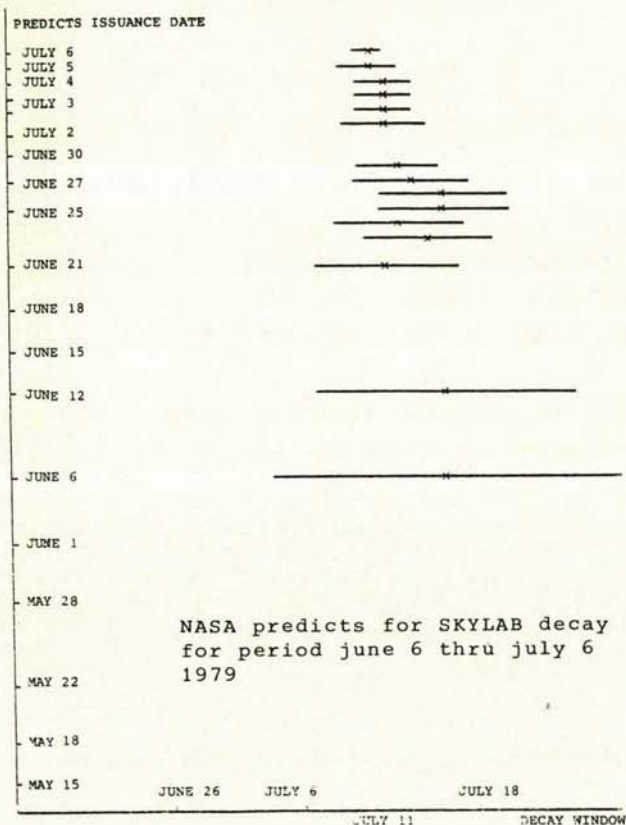 PREDICTS ISSUANCE DATE
JULY 6
JULY 5
JULY 4
JULY 3
JULY 2
JUNE 30
JUNE 27
JUNE 25
JUNE 21
JUNE 18
JUNE 15
JUNE 12
JUNE 6
JUNE 1
MAY 28
NASA predicts for SKYLAB decay
for period june 6 thru july 6
1979
MAY 22
MAY 18
MAY 15
JUNE 26 JULY 6 JULY 18
JULY 11 DECAY WINDOW